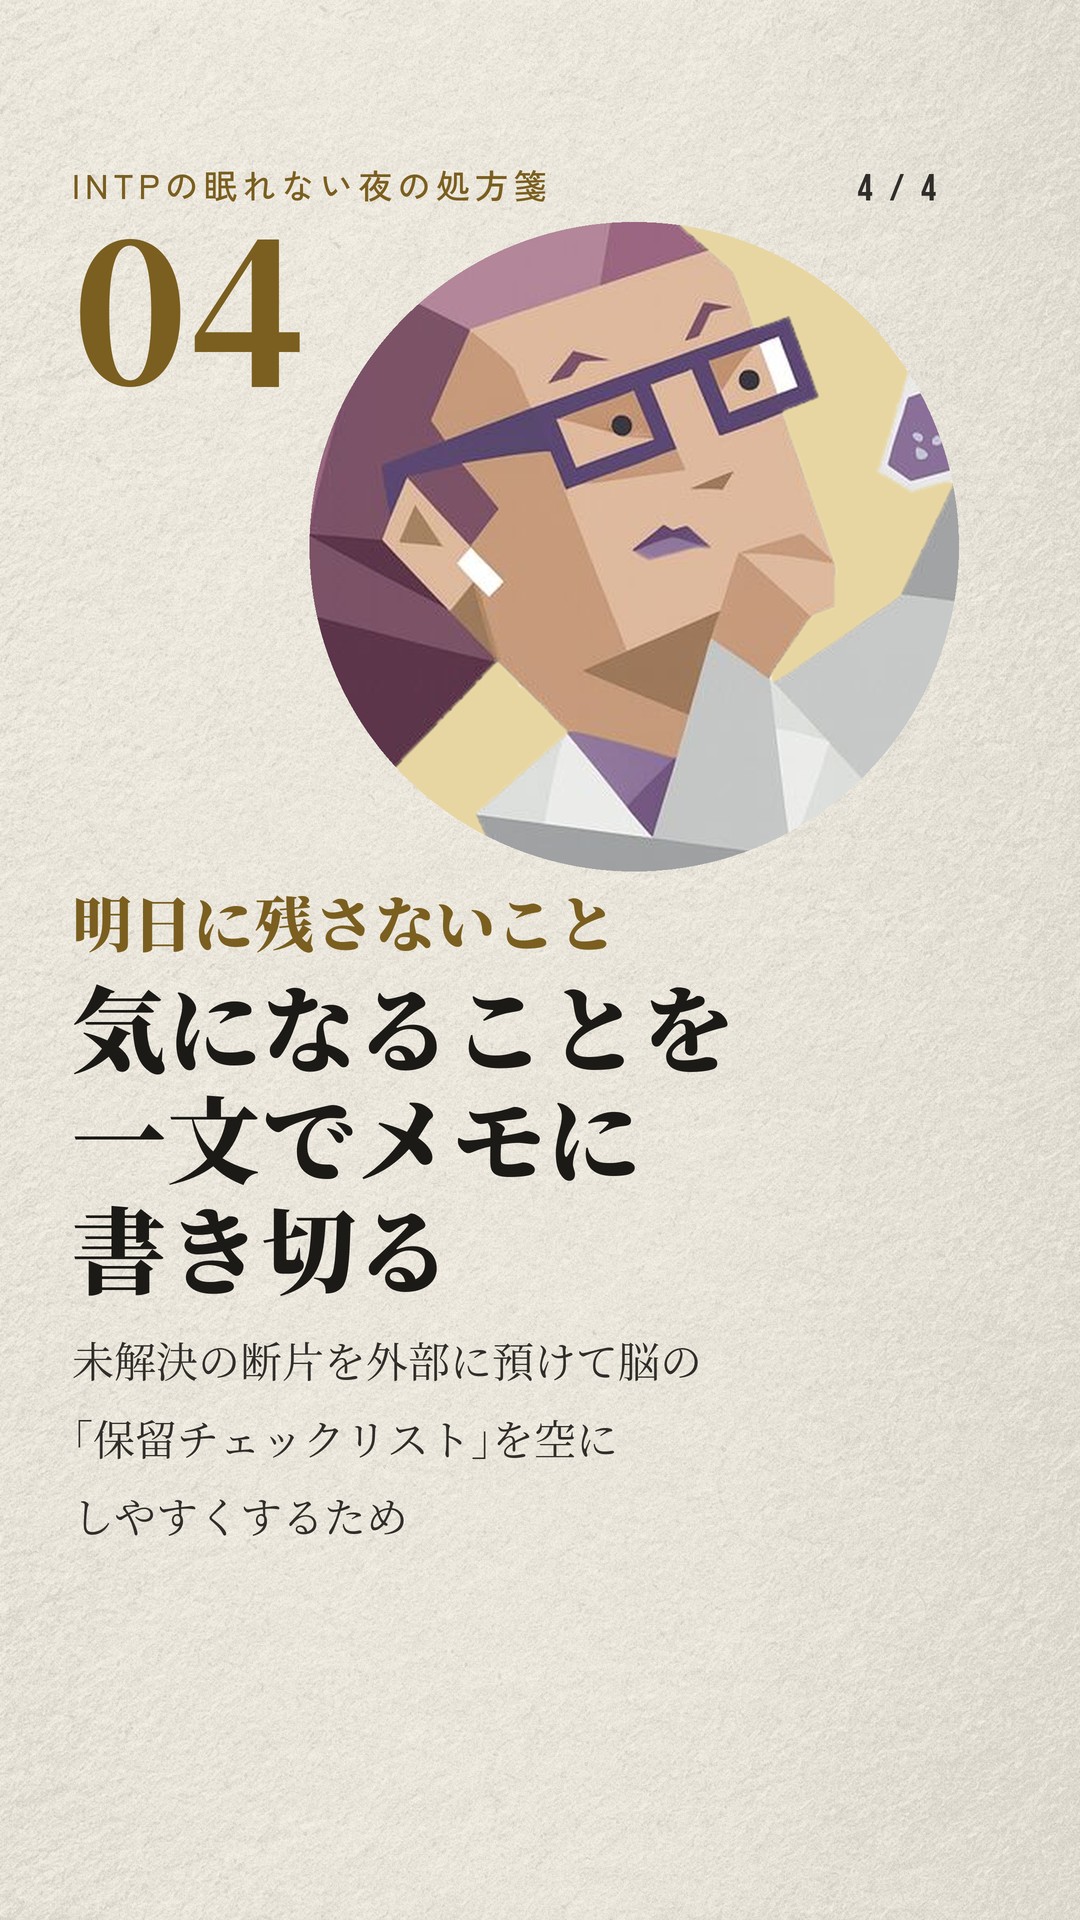 INTPの眠れない夜の処方箋
4 / 4
04
明日に残さないこと
気になることを
一文でメモに
書き切る
未解決の断片を外部に預けて脳の
「保留チェックリスト」を空に
しやすくするため